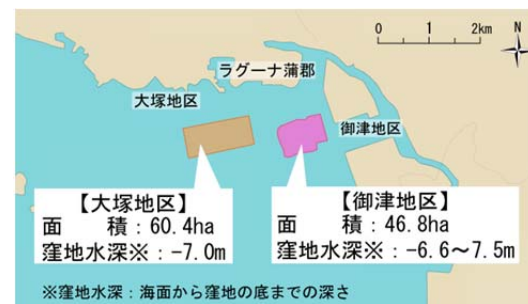 0 1 2km N
ラグーナ蒲郡
大塚地区
御津地区
【大塚地区】
面　　積：60.4ha
窪地水深※：-7.0m
【御津地区】
面　　積：46.8ha
窪地水深※：-6.6～7.5m
※窪地水深：海面から窪地の底までの深さ